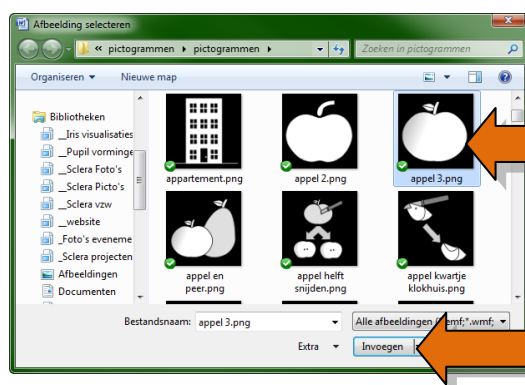 Afbeelding selecteren
« pictogrammen pictogrammen
Zoeken in pictogrammen
Organiseren
Nieuwe map
Bibliotheken
_Iris visualisaties
__Pupil vorminge
__Sclera Foto's
__Sclera Picto's
__Sclera vzw
__website
_Foto's eveneme
_Sclera projecten
Afbeeldingen
Documenten
appartement.png
appel 2.png
appel 3.png
appel en
peer.png
appel helft
snijden.png
appel kwartje
klokhuis.png
Bestandsnaam: appel 3.png
Alle afbeeldingen
emf;*.wmf;
Extra
Invoegen